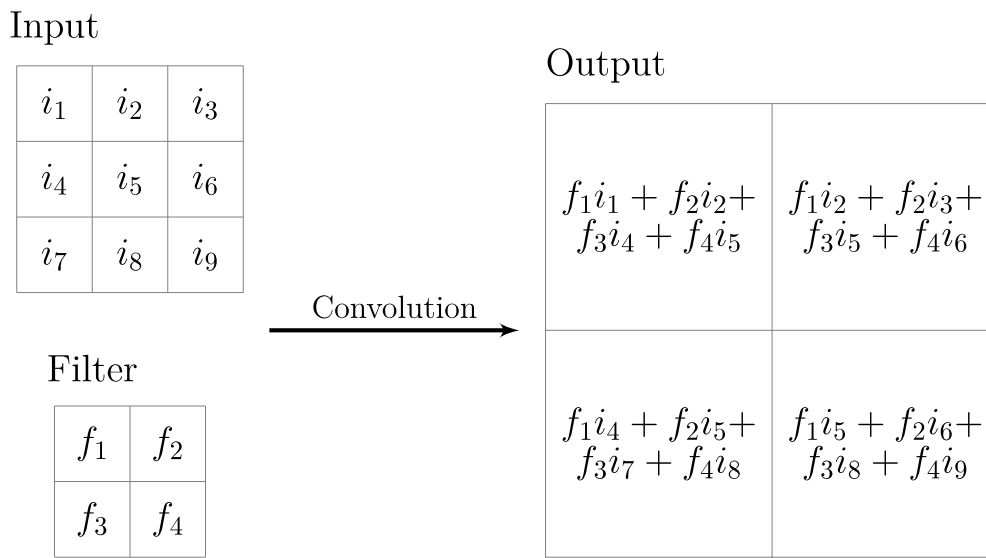 Input
i₁ i₂ i₃
i₄ i₅ i₆
i₇ i₈ i₉
Filter
f₁ f₂
f₃ f₄
Convolution
Output
f₁i₁ + f₂i₂+
f₃i₄ + f₄i₅
f₁i₂ + f₂i₃+
f₃i₅ + f₄i₆
f₁i₄ + f₂i₅+
f₃i₇ + f₄i₈
f₁i₅ + f₂i₆+
f₃i₈ + f₄i₉